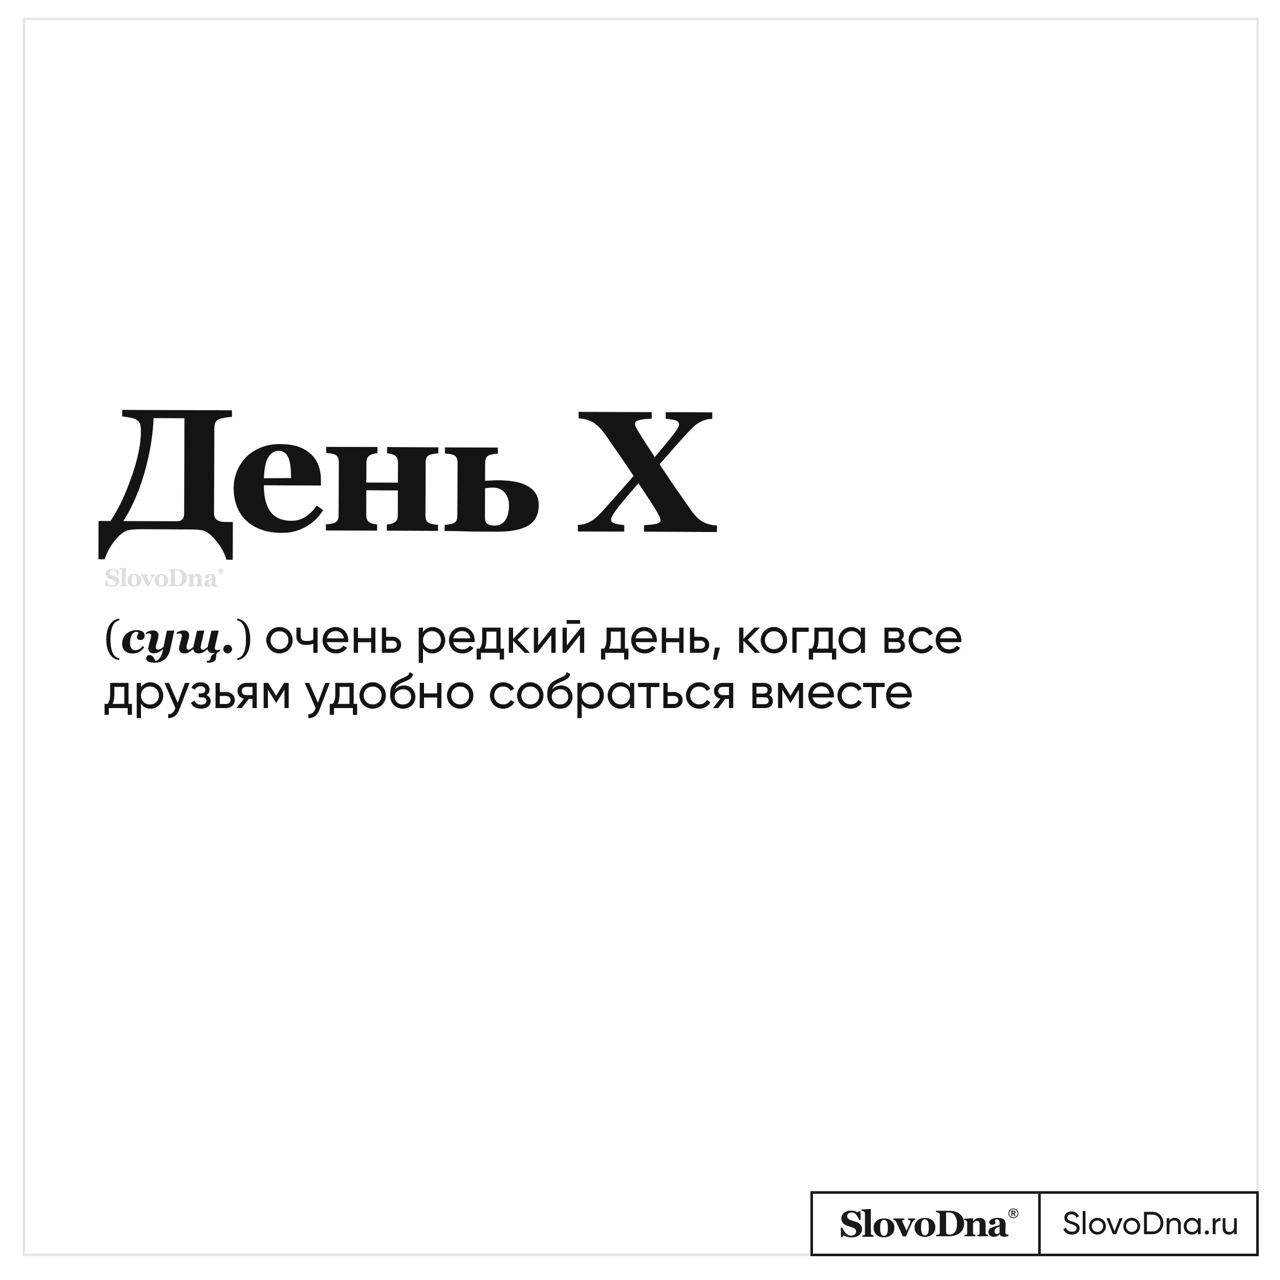 День X
SlovoDna®
(сущ.) очень редкий день, когда все
друзьям удобно собраться вместе
SlovoDna® SlovoDna.ru